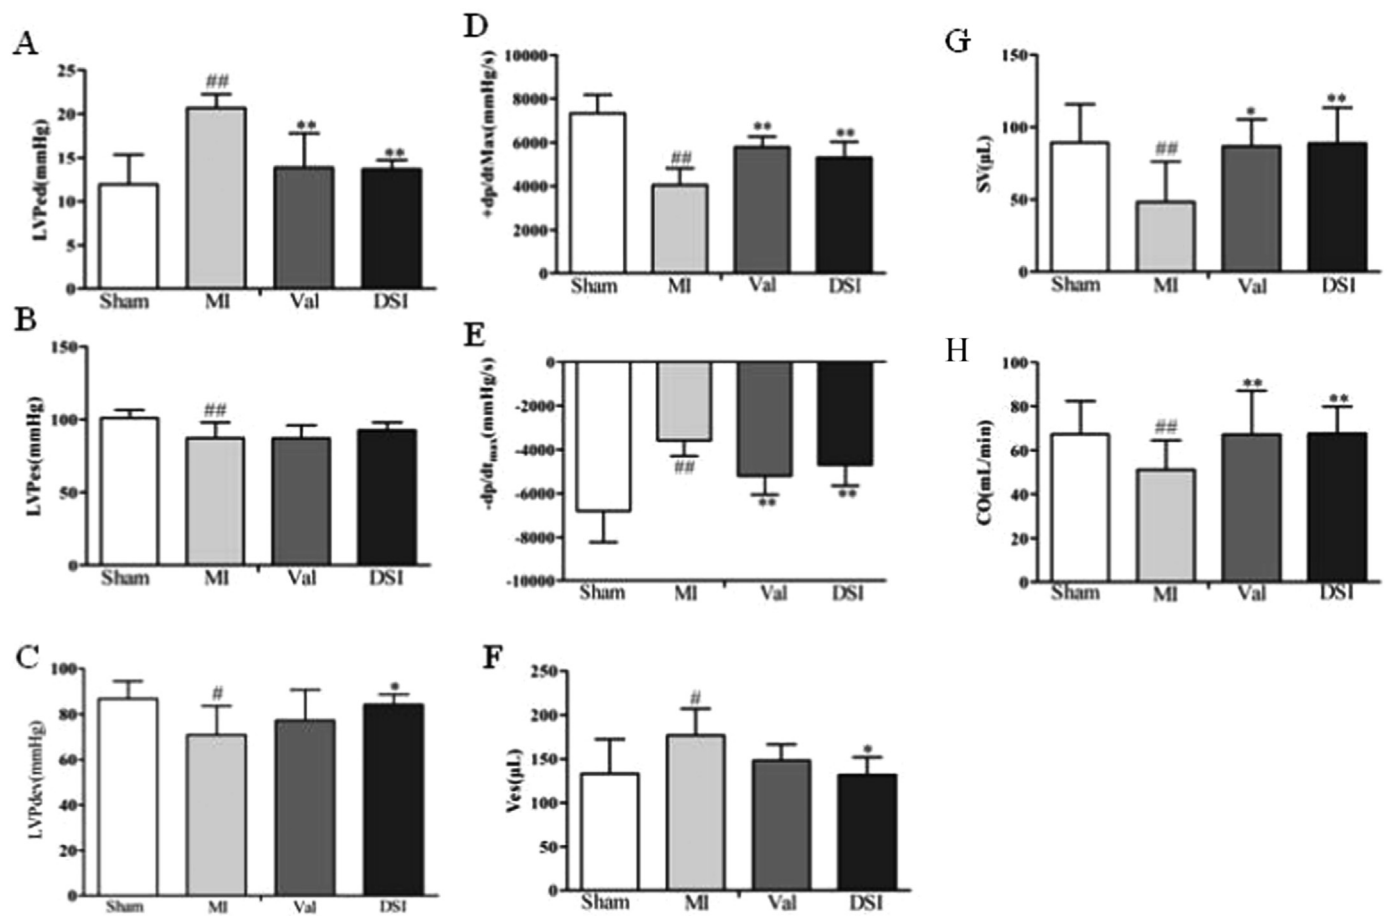 A
LVPed(mmHg)
25
20
15
10
5
0
##
**
**
Sham MI Val DSI
B
LVPes(mmHg)
150
100
50
0
##
Sham MI Val DSI
C
LVPdev(mmHg)
100
80
60
40
20
0
#
*
Sham MI Val DSI
D
+dp/dtMax(mmHg/s)
10000
8000
6000
4000
2000
0
##
**
**
Sham MI Val DSI
E
-dp/dtmax(mmHg/s)
0
-2000
-4000
-6000
-8000
-10000
##
**
**
Sham MI Val DSI
F
Ves(μL)
250
200
150
100
50
0
#
*
Sham MI Val DSI
G
SV(μL)
150
100
50
0
##
*
**
Sham MI Val DSI
H
CO(mL/min)
100
80
60
40
20
0
##
**
**
Sham MI Val DSI